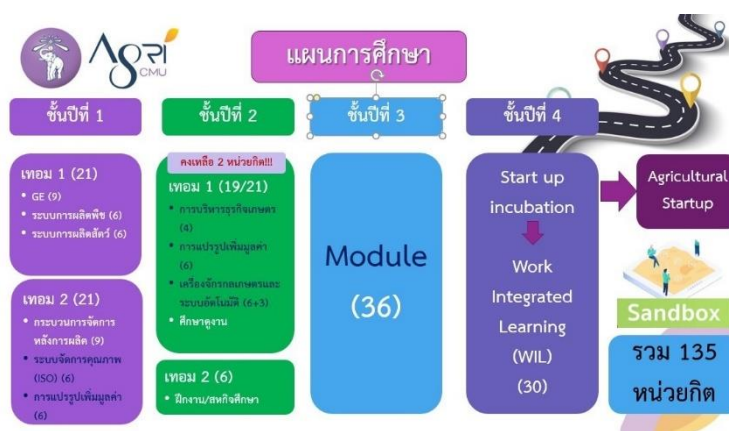 AGRI
CMU
แผนการศึกษา
ชั้นปีที่ 1
ชั้นปีที่ 2
ชั้นปีที่ 3
ชั้นปีที่ 4
เทอม 1 (21)
• GE (9)
• ระบบการผลิตพืช (6)
• ระบบการผลิตสัตว์ (6)
เทอม 2 (21)
• กระบวนการจัดการ
หลังการผลิต (9)
• ระบบจัดการคุณภาพ
(ISO) (6)
• การแปรรูปเพิ่มมูลค่า
(6)
คงเหลือ 2 หน่วยกิต!!!
เทอม 1 (19/21)
• การบริหารธุรกิจเกษตร
(4)
• การแปรรูปเพิ่มมูลค่า
(6)
• เครื่องจักรกลเกษตรและ
ระบบอัตโนมัติ (6+3)
• ศึกษาดูงาน
เทอม 2 (6)
• ฝึกงาน/สหกิจศึกษา
Module
(36)
Start up
incubation
Work
Integrated
Learning
(WIL)
(30)
Agricultural
Startup
Sandbox
รวม 135
หน่วยกิต